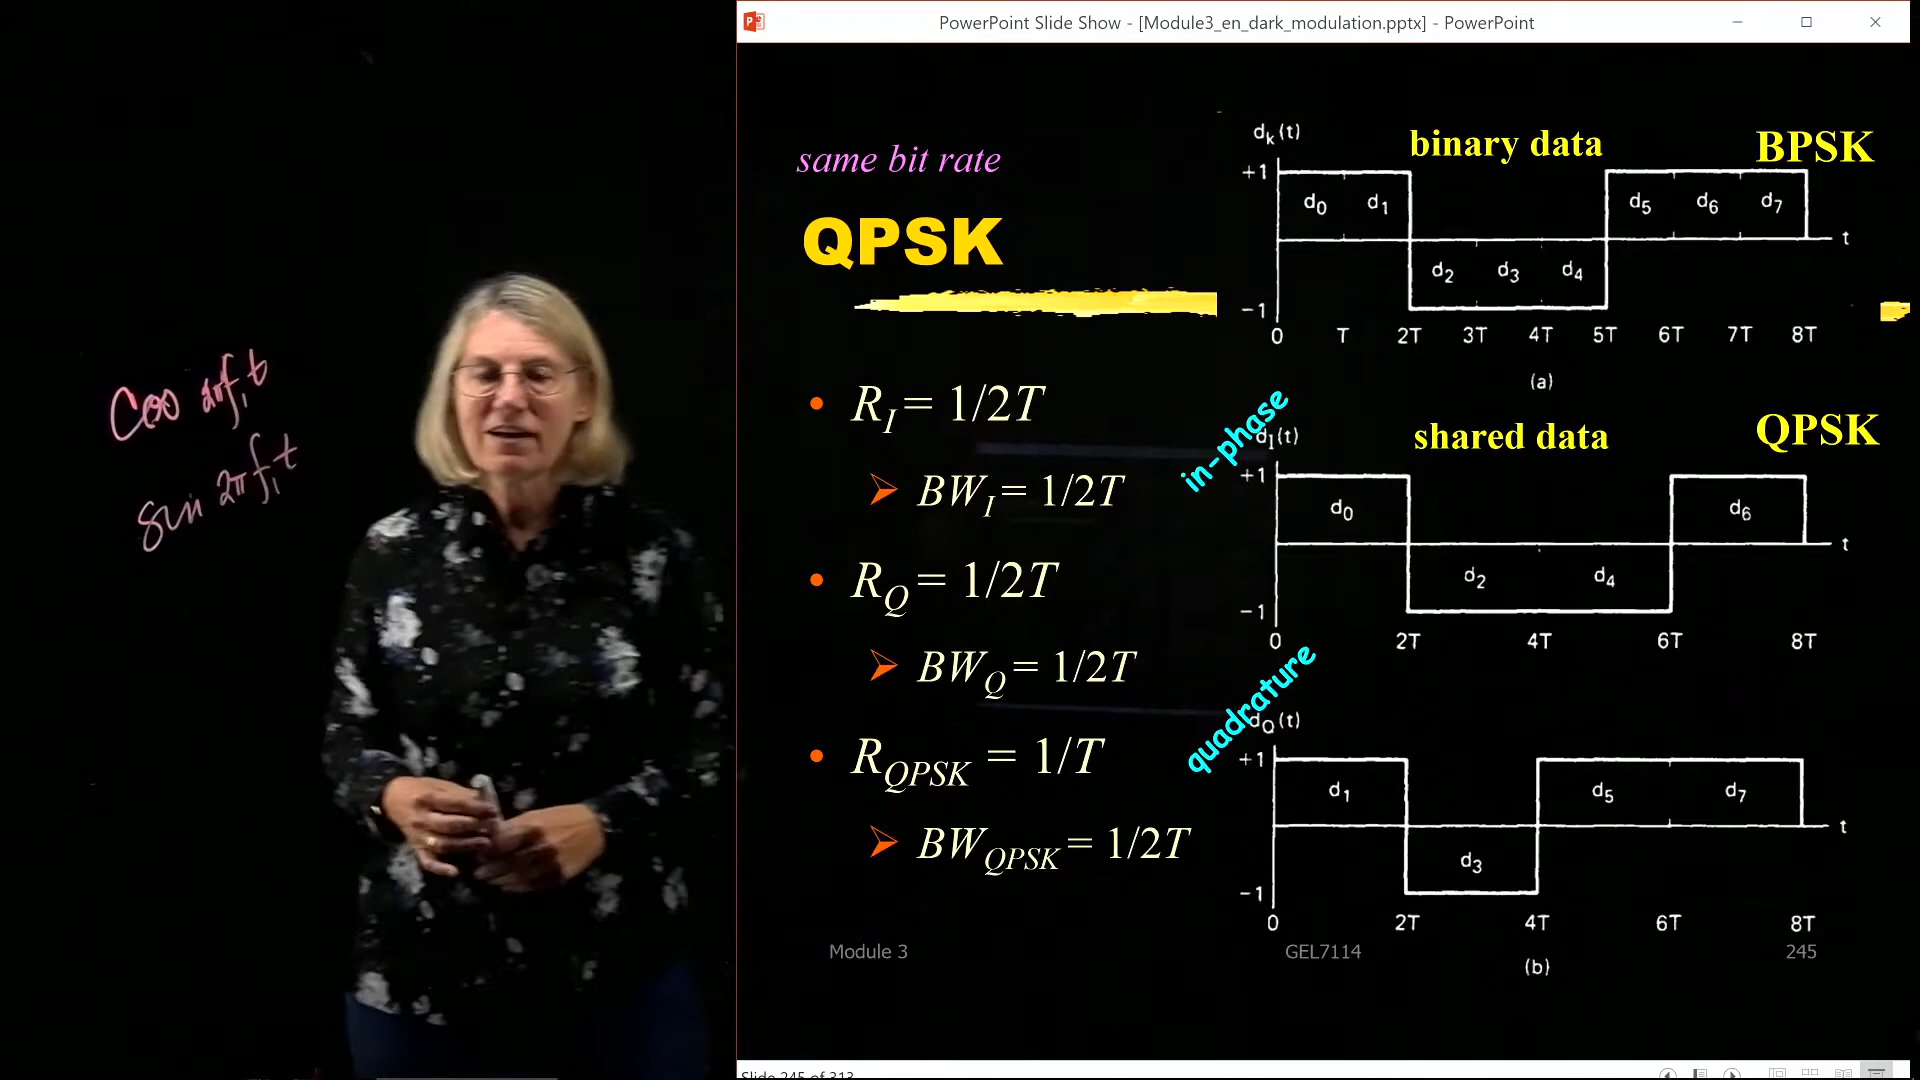 PowerPoint Slide Show - [Module3_en_dark_modulation.pptx] - PowerPoint
cos 2πf₁t
sin 2πf₁t
same bit rate
QPSK
• R_I = 1/2T
➢ BW_I = 1/2T
• R_Q = 1/2T
➢ BW_Q = 1/2T
• R_QPSK = 1/T
➢ BW_QPSK = 1/2T
d_k(t)
binary data
BPSK
+1
d₀ d₁ d₅ d₆ d₇
t
d₂ d₃ d₄
−1
0 T 2T 3T 4T 5T 6T 7T 8T
(a)
in-phase
d_I(t)
shared data
QPSK
+1
d₀ d₆
t
d₂ d₄
−1
0 2T 4T 6T 8T
quadrature
d_Q(t)
+1
d₁ d₅ d₇
t
d₃
−1
0 2T 4T 6T 8T
(b)
Module 3
GEL7114
245
Slide 245 of 313